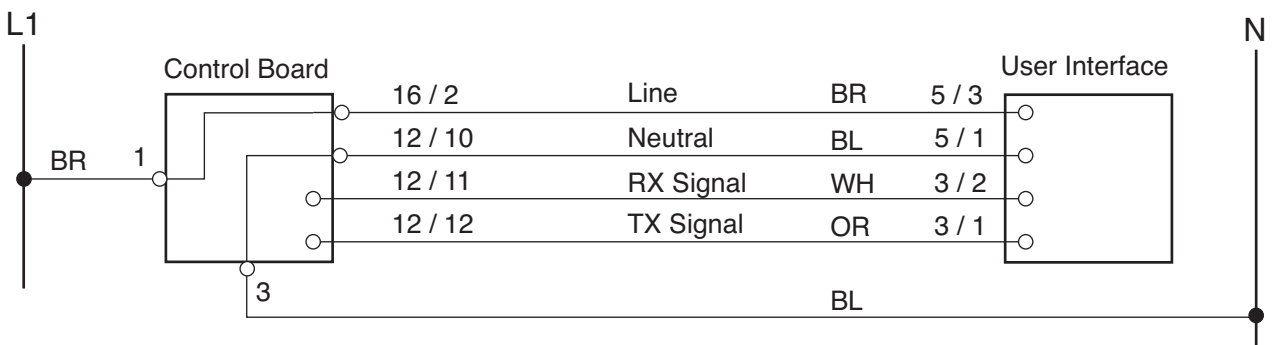 L1
N
Control Board
User Interface
16 / 2 Line BR 5 / 3
12 / 10 Neutral BL 5 / 1
BR 1
12 / 11 RX Signal WH 3 / 2
12 / 12 TX Signal OR 3 / 1
3
BL